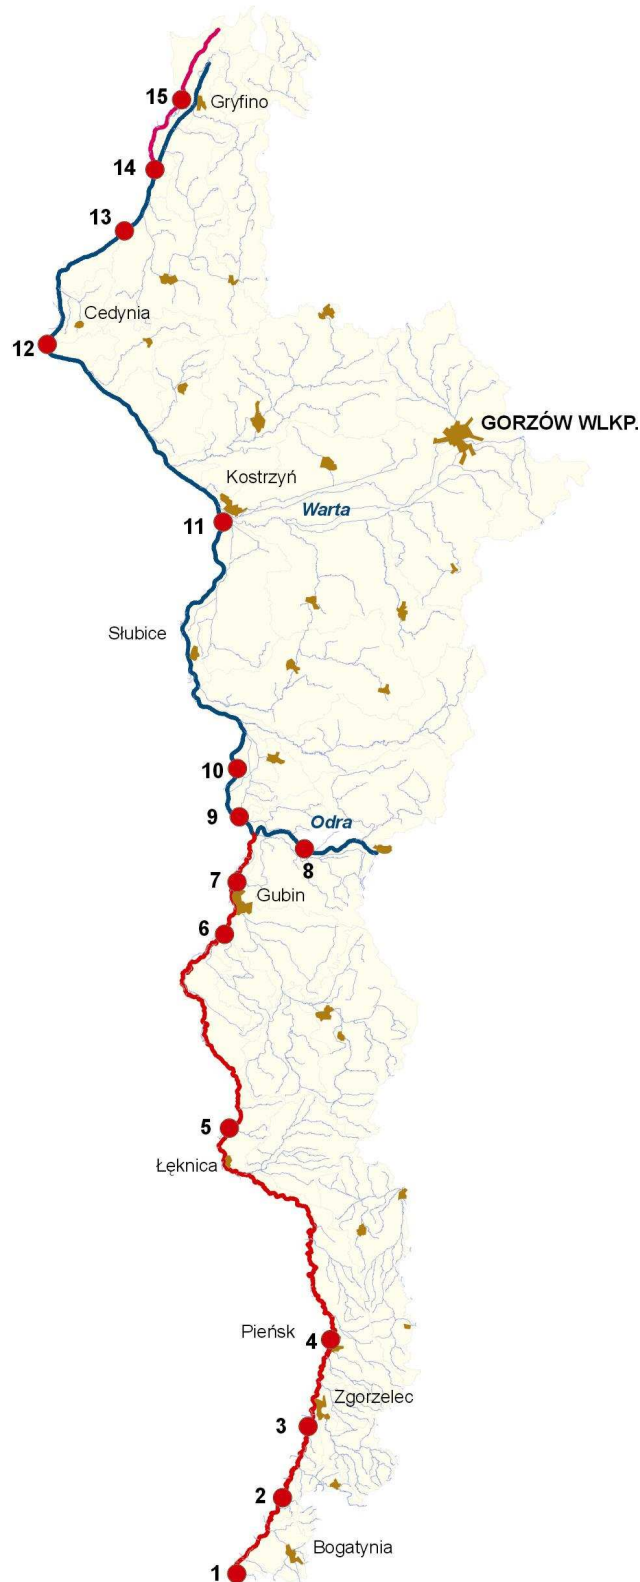 15
Gryfino
14
13
Cedynia
12
GORZÓW WLKP.
Kostrzyń
Warta
11
Słubice
10
9
Odra
8
7
Gubin
6
5
Łęknica
Pieńsk
4
Zgorzelec
3
2
Bogatynia
1